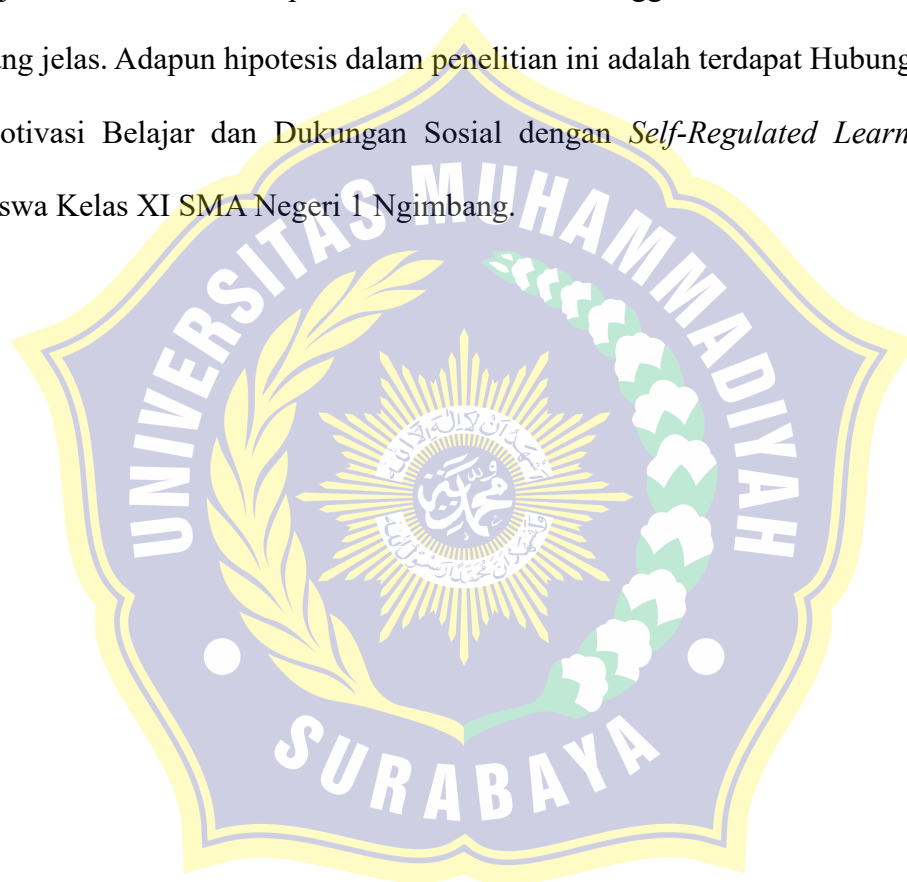 ng jelas. Adapun hipotesis dalam penelitian ini adalah terdapat Hubung
otivasi Belajar dan Dukungan Sosial dengan Self-Regulated Learn
swa Kelas XI SMA Negeri 1 Ngimbang.
UNIVERSITAS MUHAMMADIYAH
SURABAYA
محمد